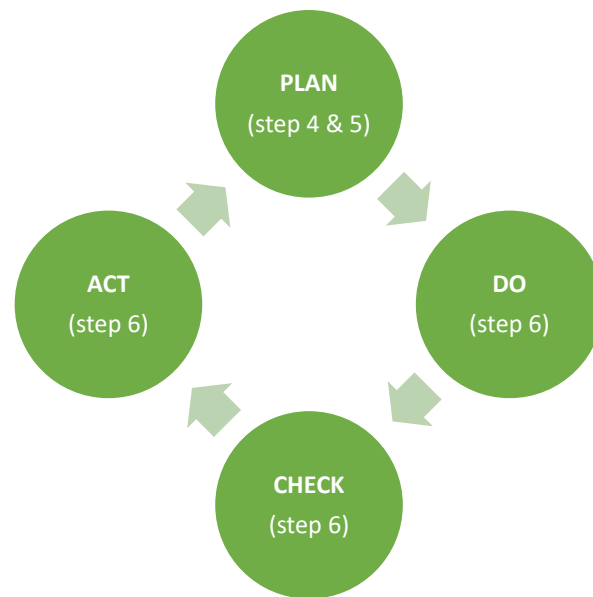 PLAN
(step 4 & 5)
DO
(step 6)
CHECK
(step 6)
ACT
(step 6)